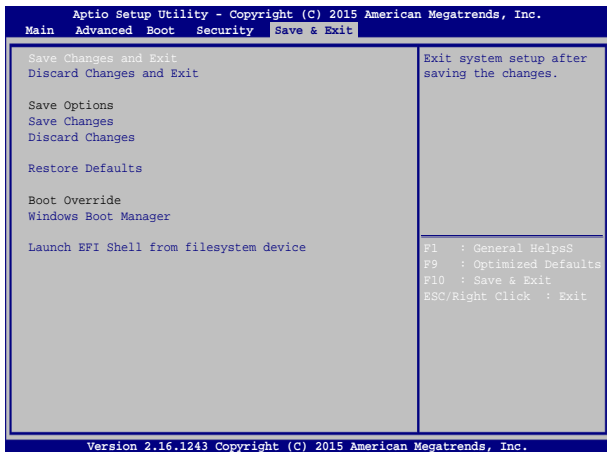 Aptio Setup Utility - Copyright (C) 2015 American Megatrends, Inc.
Main Advanced Boot Security Save & Exit
Save Changes and Exit
Discard Changes and Exit
Save Options
Save Changes
Discard Changes
Restore Defaults
Boot Override
Windows Boot Manager
Launch EFI Shell from filesystem device
Exit system setup after
saving the changes.
F1 : General HelpsS
F9 : Optimized Defaults
F10 : Save & Exit
ESC/Right Click : Exit
Version 2.16.1243 Copyright (C) 2015 American Megatrends, Inc.